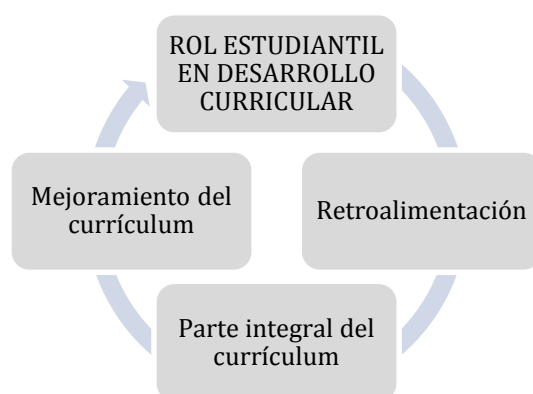 ROL ESTUDIANTIL
EN DESARROLLO
CURRICULAR
Retroalimentación
Parte integral del
currículum
Mejoramiento del
currículum